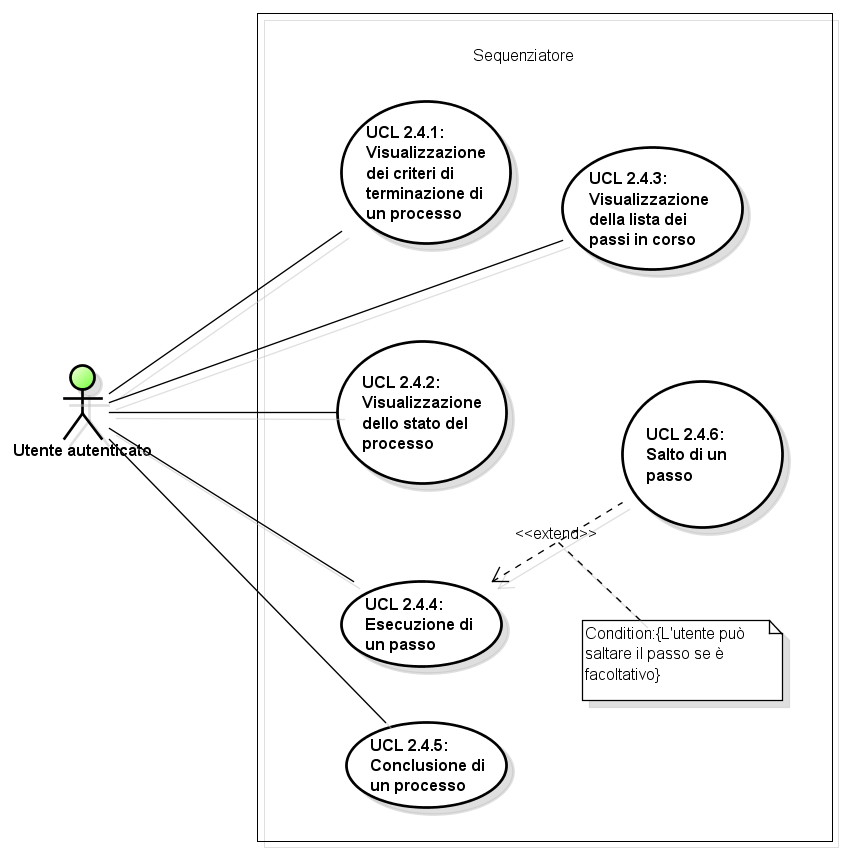 Sequenziatore
UCL 2.4.1:
Visualizzazione
dei criteri di
terminazione di
un processo
UCL 2.4.3:
Visualizzazione
della lista dei
passi in corso
UCL 2.4.2:
Visualizzazione
dello stato del
processo
UCL 2.4.6:
Salto di un
passo
Utente autenticato
<<extend>>
UCL 2.4.4:
Esecuzione di
un passo
Condition:{L'utente può
saltare il passo se è
facoltativo}
UCL 2.4.5:
Conclusione di
un processo